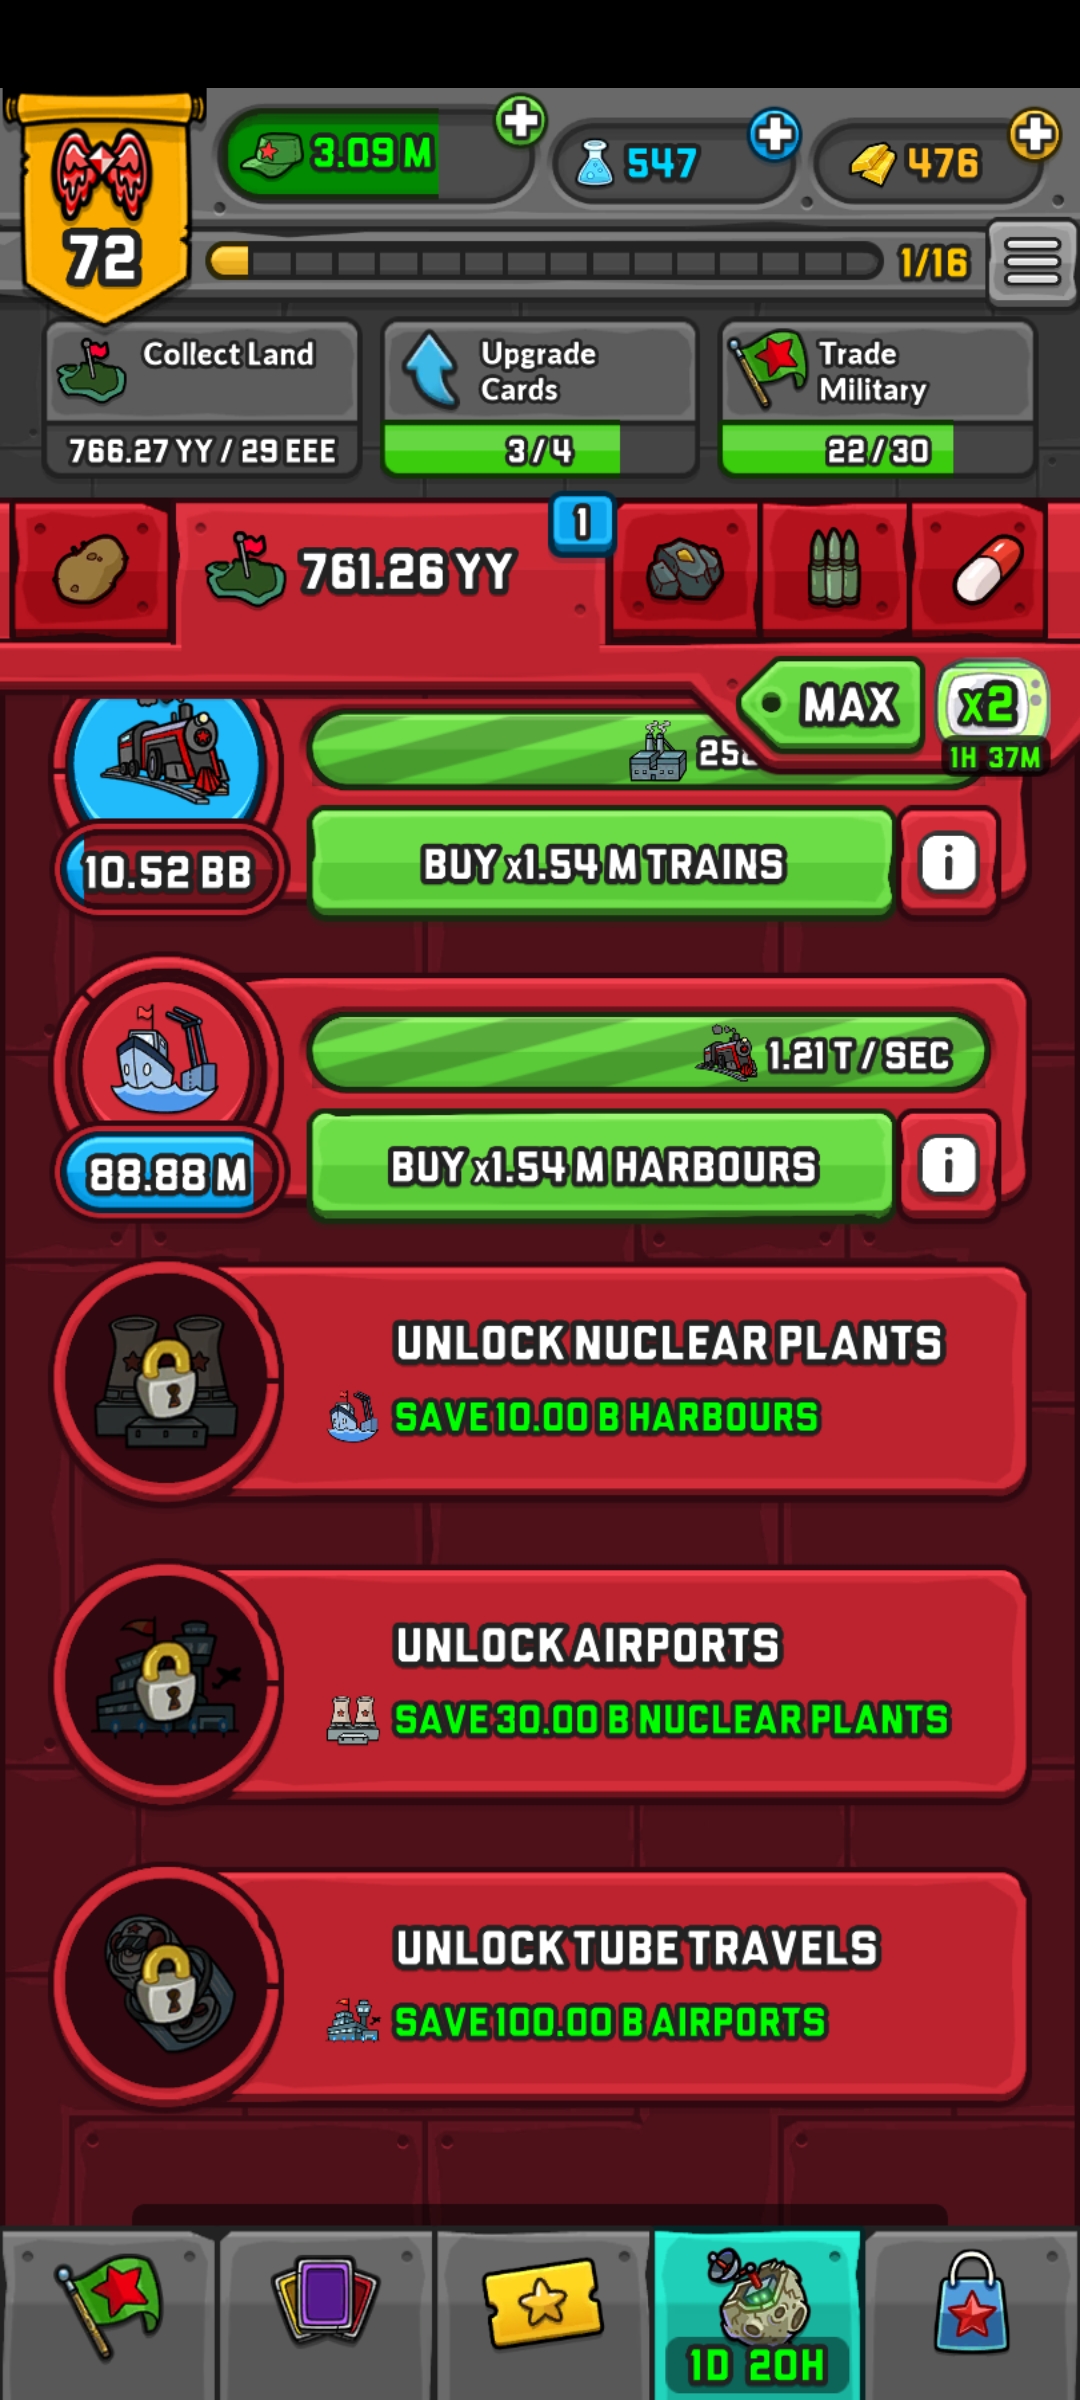 3.09 M
547
476
72
1/16
Collect Land
766.27 YY / 29 EEE
Upgrade
Cards
3/4
Trade
Military
22/30
1
761.26 YY
MAX
x2
1H 37M
10.52 BB
BUY x1.54 M TRAINS
i
1.21 T / SEC
88.88 M
BUY x1.54 M HARBOURS
i
UNLOCK NUCLEAR PLANTS
SAVE 10.00 B HARBOURS
UNLOCK AIRPORTS
SAVE 30.00 B NUCLEAR PLANTS
UNLOCK TUBE TRAVELS
SAVE 100.00 B AIRPORTS
1D 20H